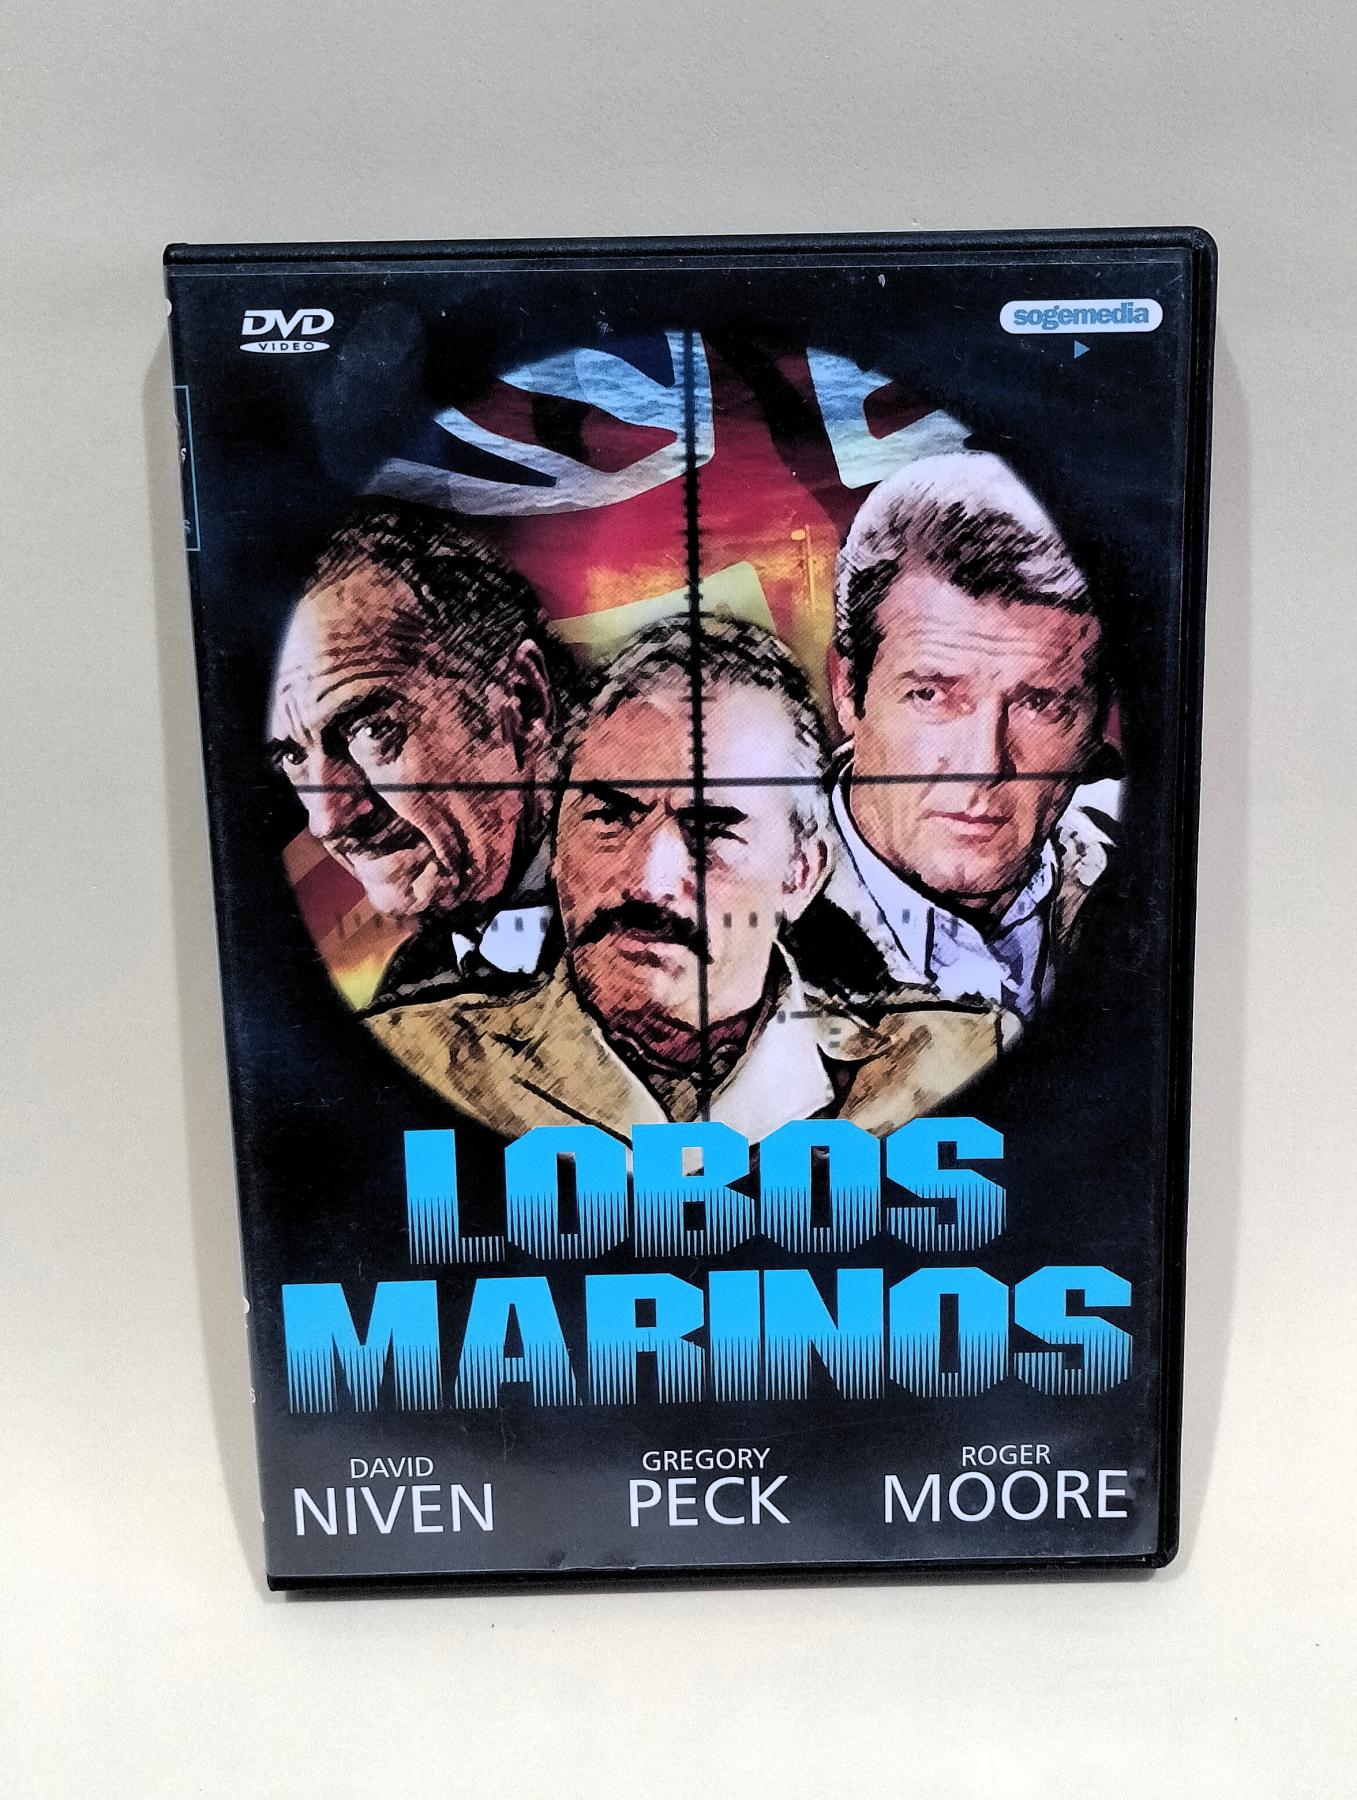 DVD
VIDEO
sogemedia
LOBOS
MARINOS
DAVID
NIVEN
GREGORY
PECK
ROGER
MOORE